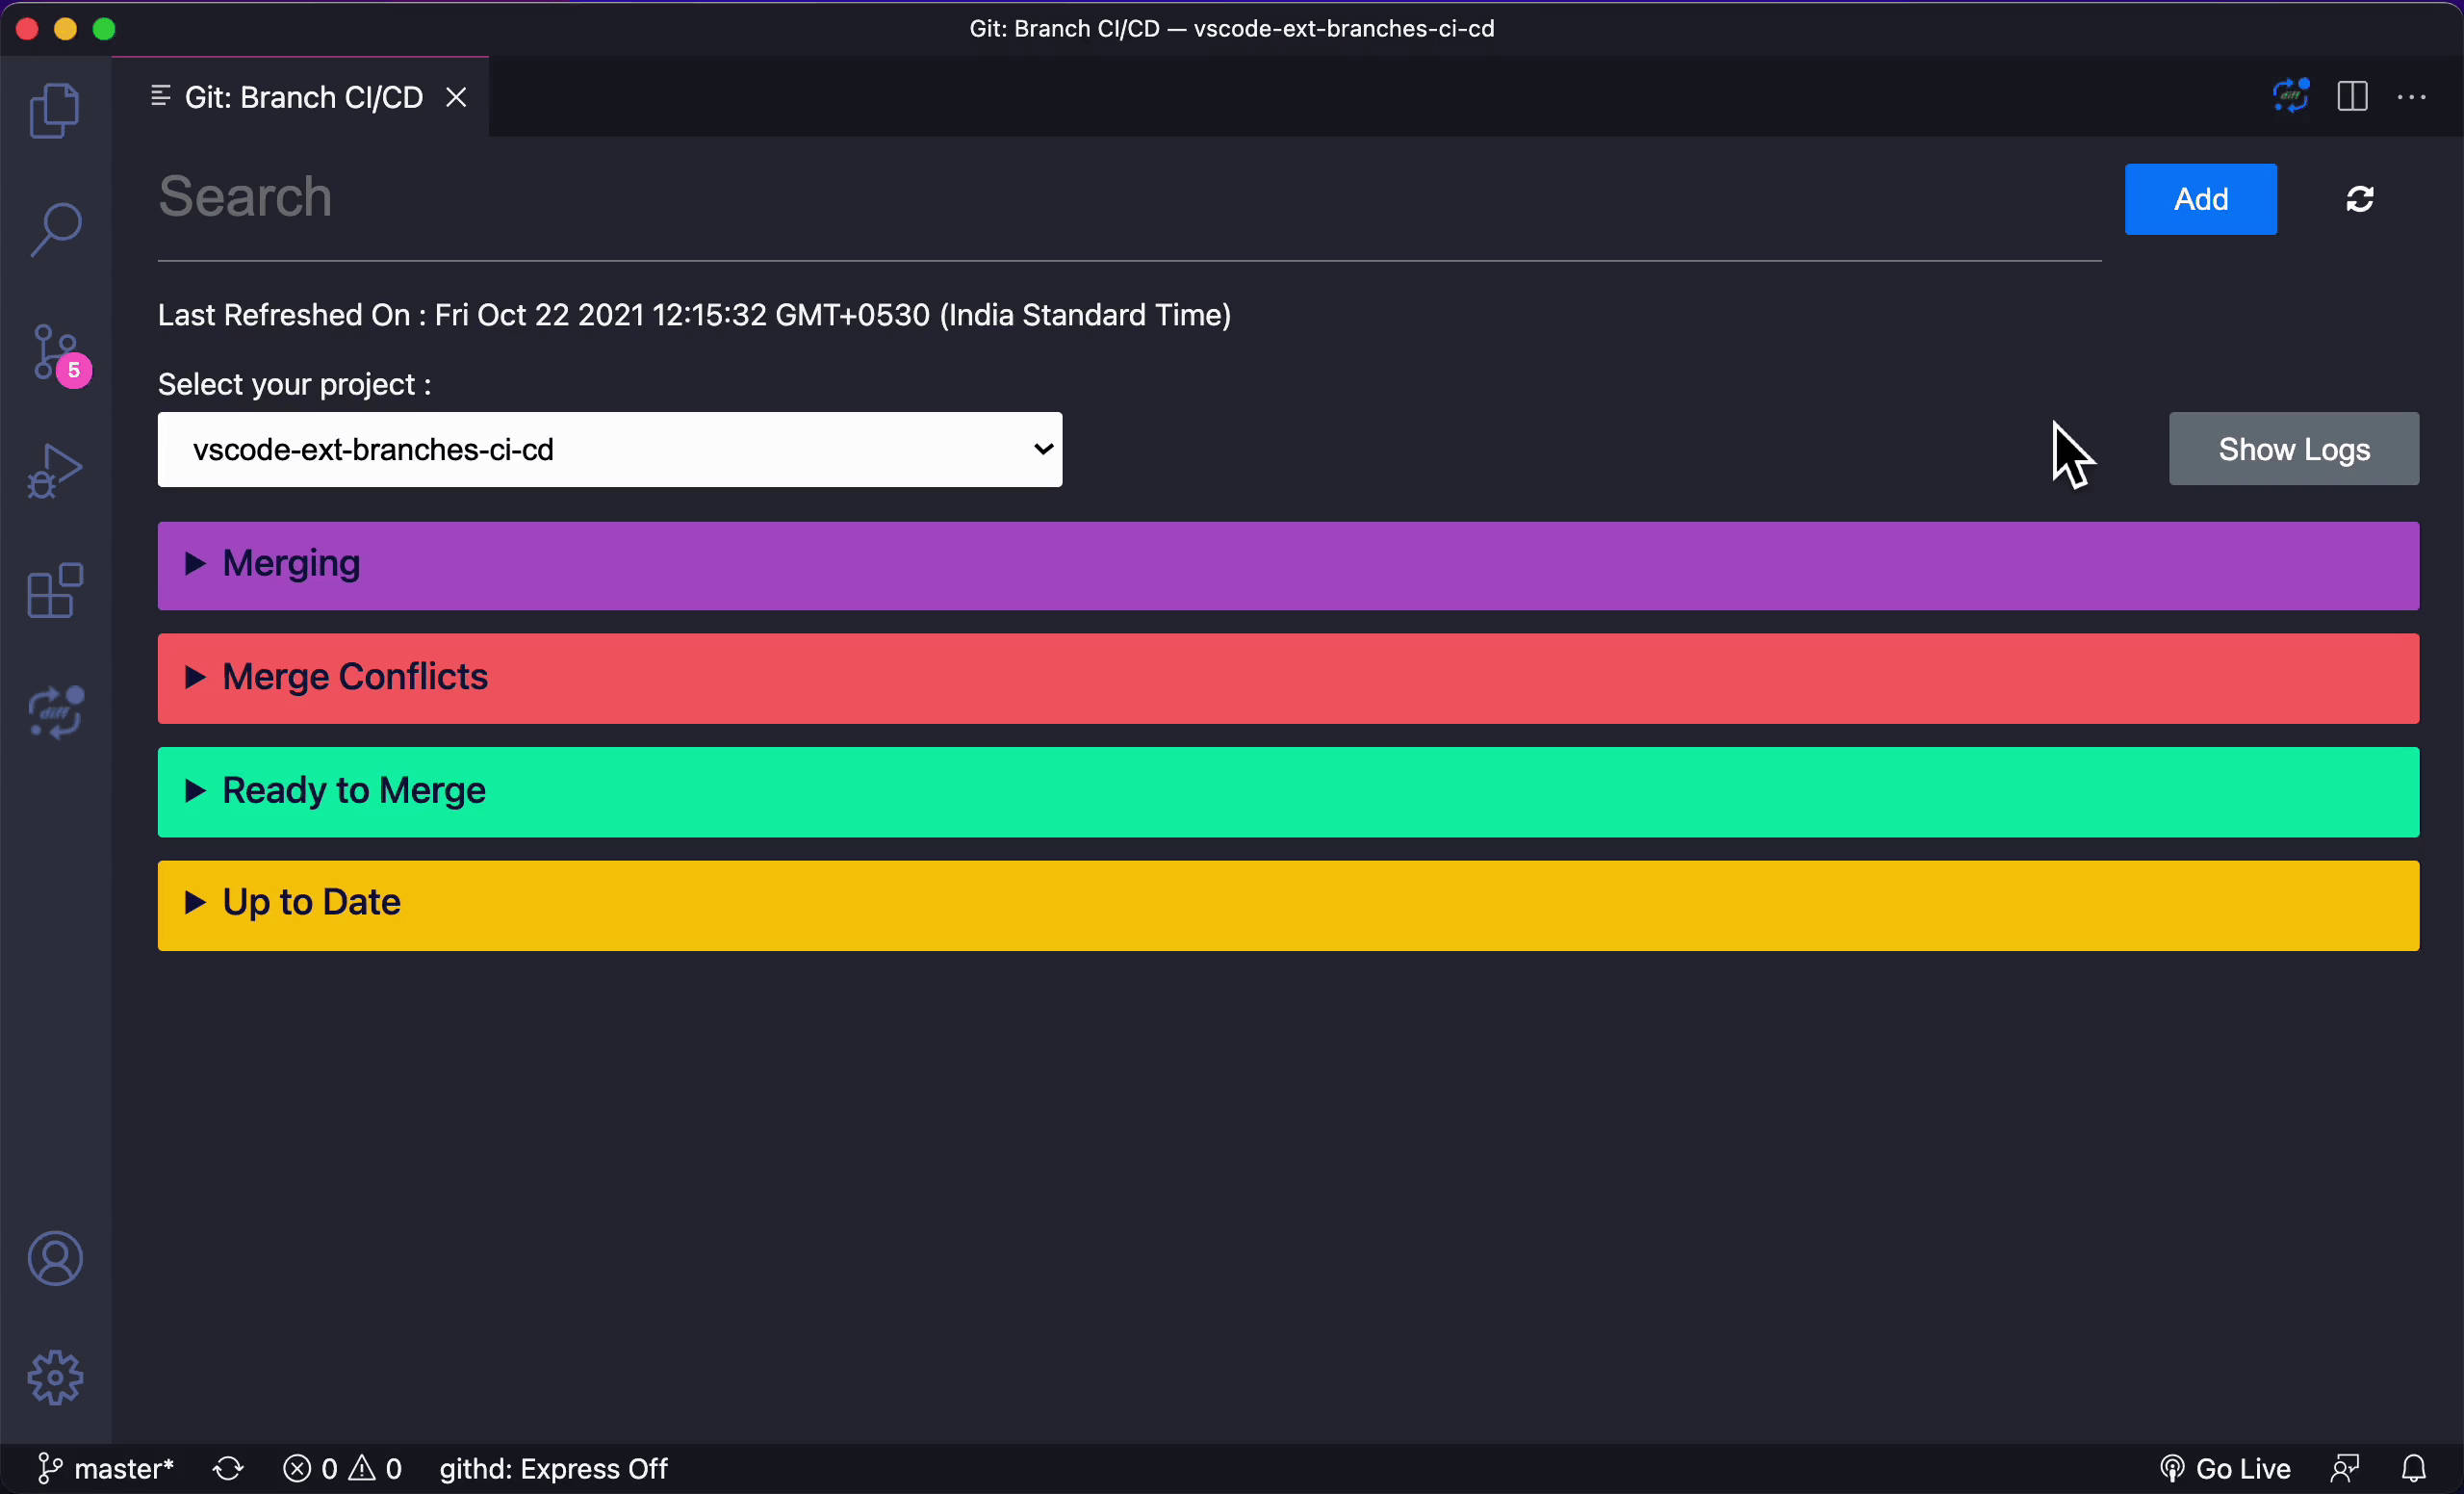 Git: Branch CI/CD — vscode-ext-branches-ci-cd
Git: Branch CI/CD
diff
Search
Add
Last Refreshed On : Fri Oct 22 2021 12:15:32 GMT+0530 (India Standard Time)
5
Select your project :
vscode-ext-branches-ci-cd
Show Logs
Merging
Merge Conflicts
diff
Ready to Merge
Up to Date
master* 0 0 githd: Express Off Go Live